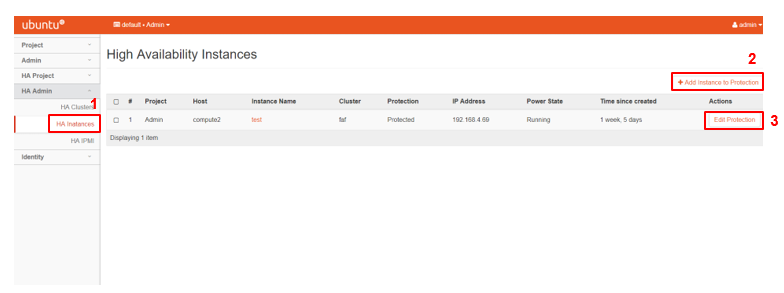 ubuntu®
default • Admin
admin
Project
Admin
HA Project
HA Admin
HA Clusters
1
HA Instances
HA IPMI
Identity
High Availability Instances
2
+ Add Instance to Protection
# Project Host Instance Name Cluster Protection IP Address Power State Time since created Actions
1 Admin compute2 test faf Protected 192.168.4.69 Running 1 week, 5 days Edit Protection
3
Displaying 1 item